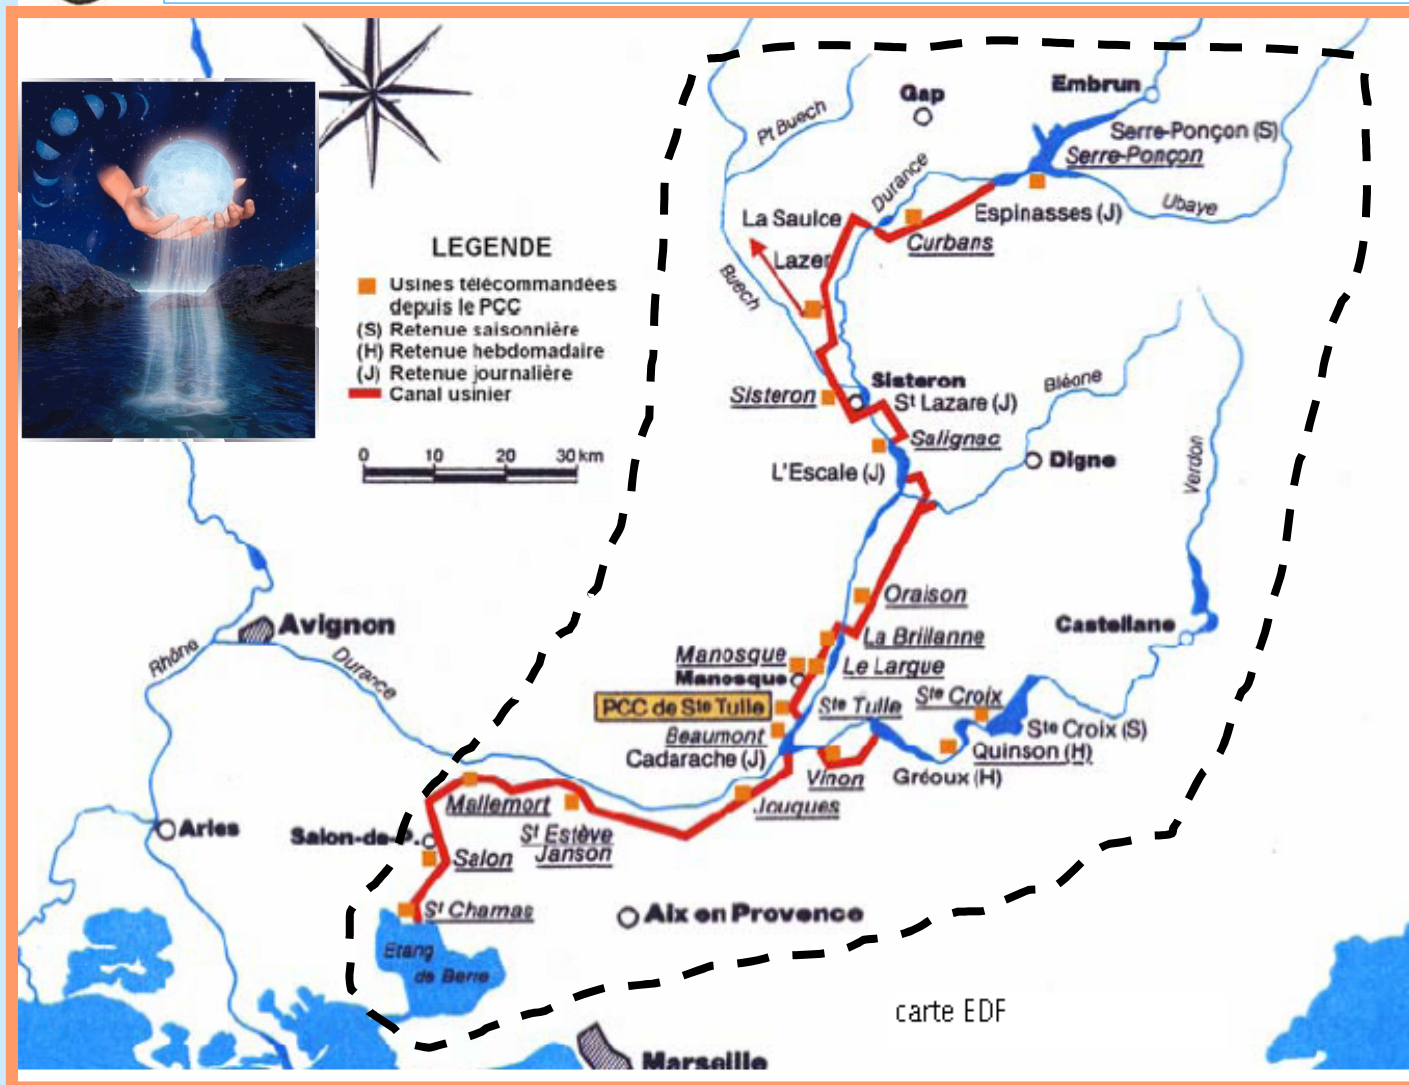 Embrun
Gap
Pt Buech
Serre-Ponçon (S)
Serre-Ponçon
Durance
Espinasses (J)
Ubaye
La Saulce
Curbans
LEGENDE
Lazer
Buech
Usines télécommandées
depuis le PCC
(S) Retenue saisonnière
(H) Retenue hebdomadaire
(J) Retenue journalière
Canal usinier
Sisteron
Sisteron
St Lazare (J)
Bléone
Salignac
0 10 20 30 km
L'Escale (J)
Digne
Verdon
Oraison
Avignon
Castellane
La Brillanne
Rhône
Durance
Manosque
Le Largue
Manosque
PCC de Ste Tulle
Ste Tulle
Ste Croix
Ste Croix (S)
Beaumont
Cadarache (J)
Quinson (H)
Vinon
Gréoux (H)
Mallemort
Jouques
Arles
Salon-de-P.
St Estève
Janson
Salon
St Chamas
Aix en Provence
Etang
de Berre
carte EDF
Marseille